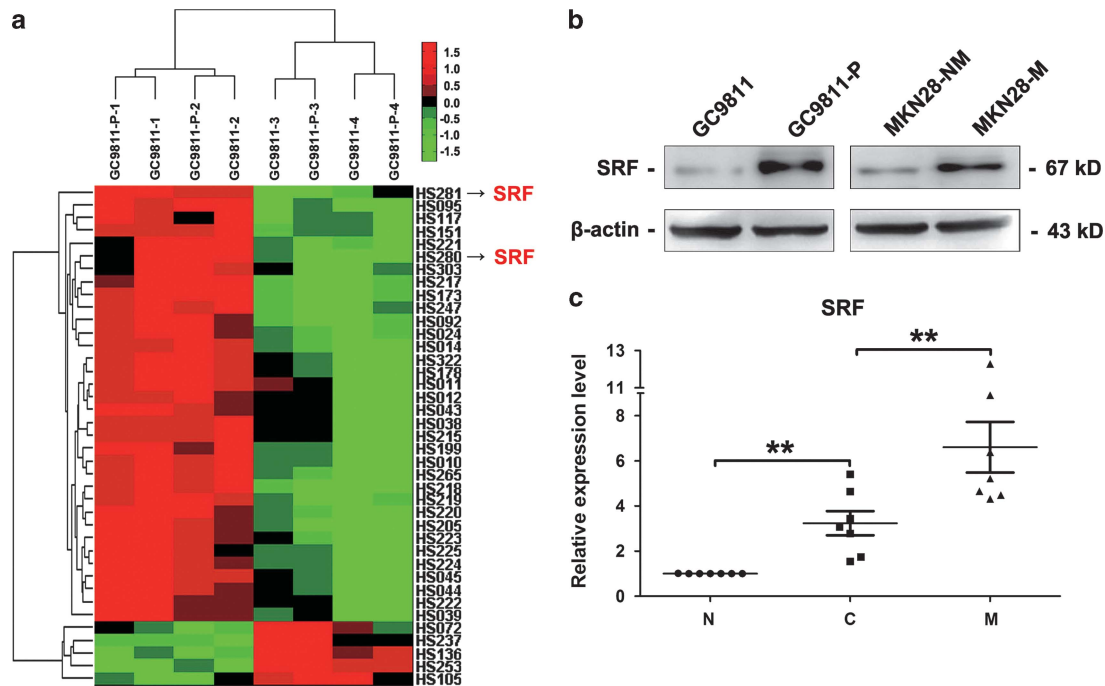 a
1.5
1.0
0.5
0.0
-0.5
-1.0
-1.5
GC9811-P-1
GC9811-1
GC9811-P-2
GC9811-2
GC9811-3
GC9811-P-3
GC9811-4
GC9811-P-4
HS281 → SRF
HS095
HS117
HS151
HS221
HS280 → SRF
HS303
HS217
HS173
HS247
HS092
HS024
HS014
HS322
HS178
HS011
HS012
HS043
HS038
HS215
HS199
HS010
HS265
HS218
HS219
HS220
HS205
HS223
HS225
HS224
HS045
HS044
HS222
HS039
HS072
HS237
HS136
HS253
HS105
b
GC9811
GC9811-P
MKN28-NM
MKN28-M
SRF - - 67 kD
β-actin - - 43 kD
c
SRF
Relative expression level
13
11
8
6
4
2
0
**
**
N
C
M